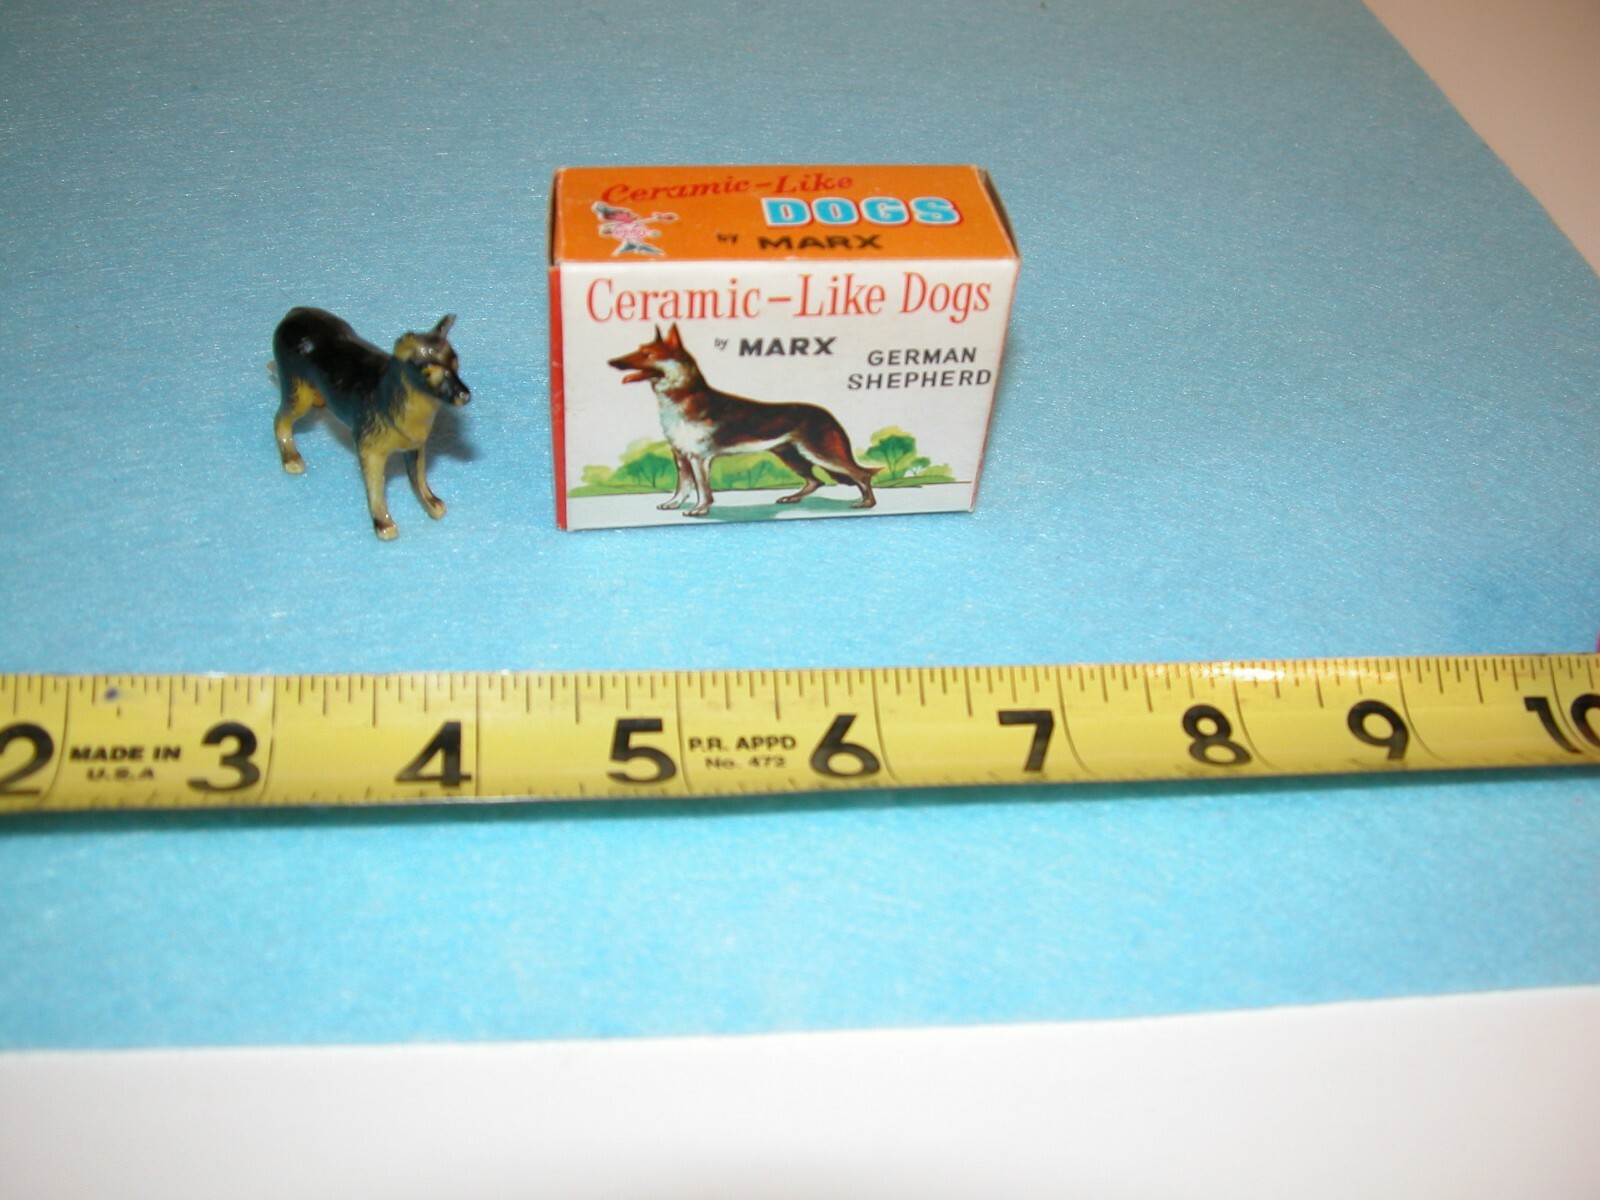 Ceramic-Like
DOGS
by MARX
Ceramic-Like Dogs
by MARX
GERMAN
SHEPHERD
2 MADE IN U.S.A 3 4 5 P.R. APPD No. 472 6 7 8 9 10